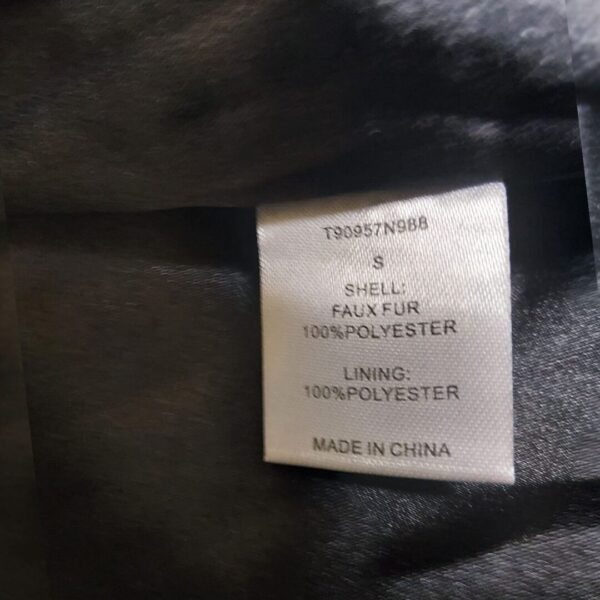 T90957N988
S
SHELL:
FAUX FUR
100%POLYESTER
LINING:
100%POLYESTER
MADE IN CHINA